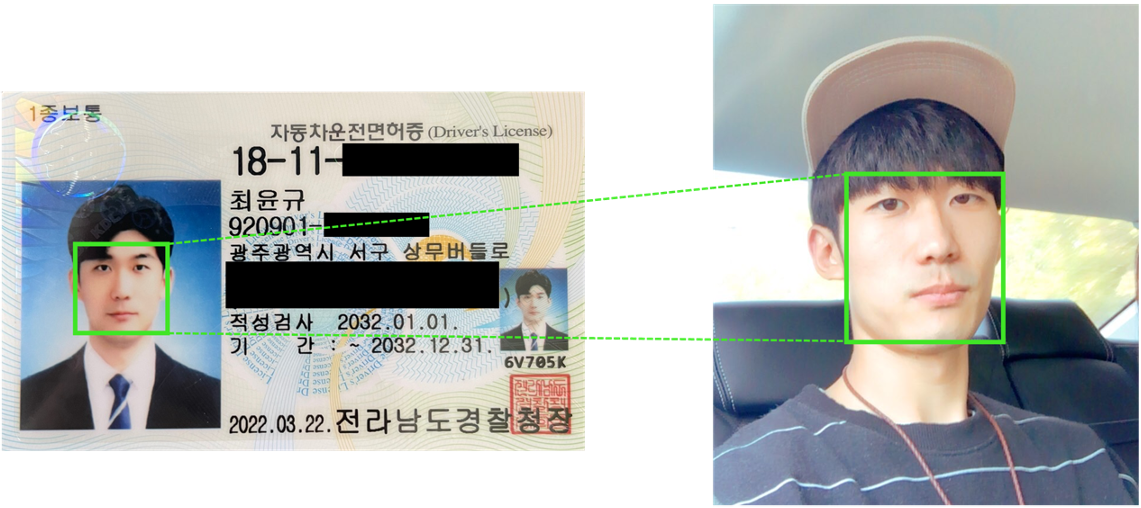 1종보통
자동차운전면허증 (Driver's License)
18-11-
최윤규
920901-
광주광역시 서구 상무버들로
)
적성검사 2032.01.01.
기 간 : ~ 2032.12.31.
6V705K
2022.03.22. 전라남도경찰청장